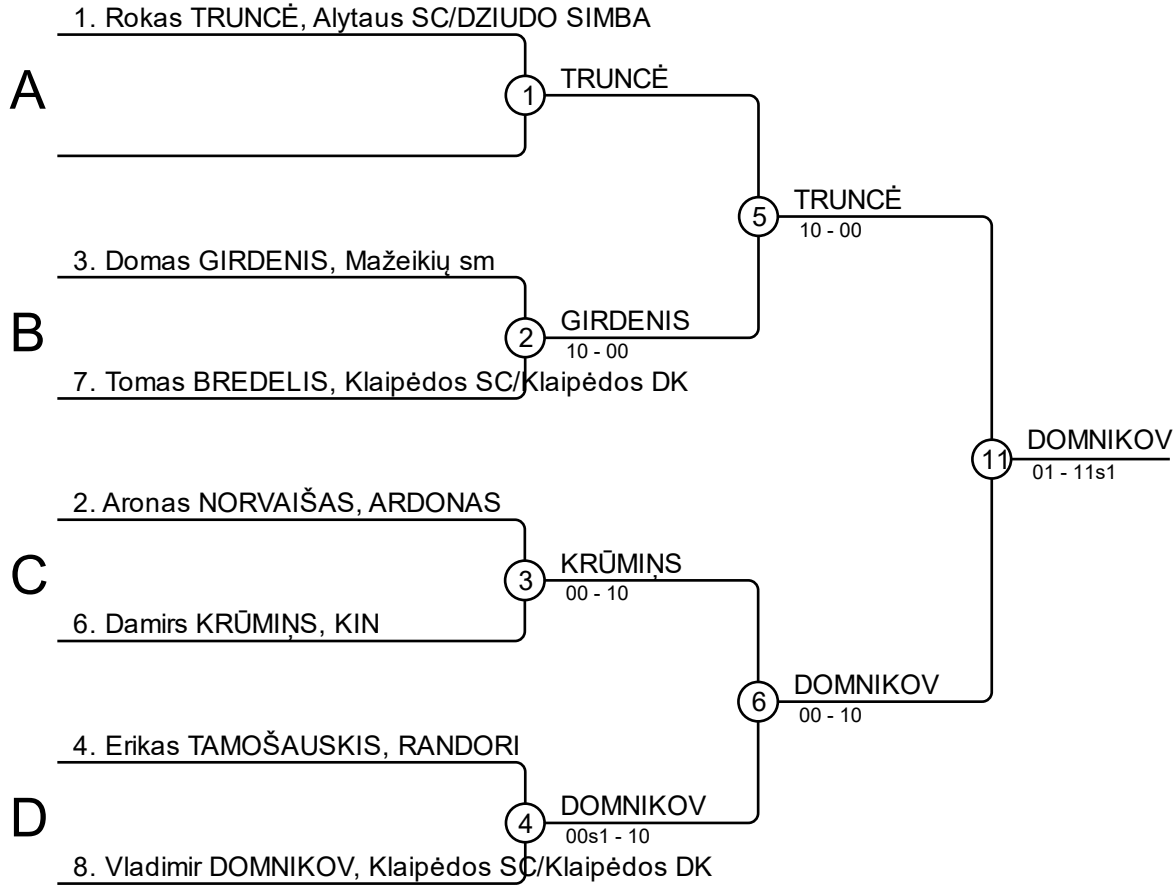 1. Rokas TRUNCĖ, Alytaus SC/DZIUDO SIMBA
A
1
TRUNCĖ
5
TRUNCĖ
10 - 00
3. Domas GIRDENIS, Mažeikių sm
B
2
GIRDENIS
10 - 00
7. Tomas BREDELIS, Klaipėdos SC/Klaipėdos DK
11
DOMNIKOV
01 - 11s1
2. Aronas NORVAIŠAS, ARDONAS
C
3
KRŪMIŅS
00 - 10
6. Damirs KRŪMIŅS, KIN
6
DOMNIKOV
00 - 10
4. Erikas TAMOŠAUSKIS, RANDORI
D
4
DOMNIKOV
00s1 - 10
8. Vladimir DOMNIKOV, Klaipėdos SC/Klaipėdos DK